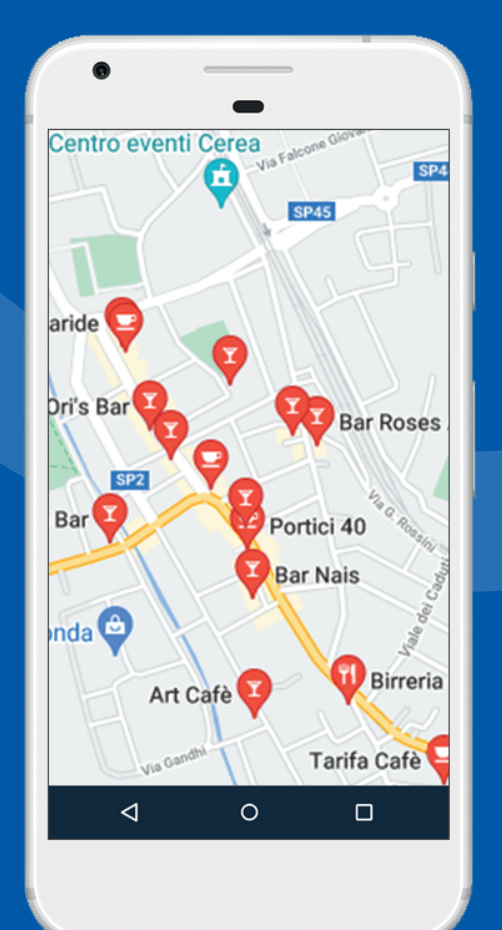 Centro eventi Cerea
Via Falcone Giovan
SP4
SP45
aride
Ori's Bar
Bar Roses
SP2
Bar
Portici 40
Via G. Rossini
Bar Nais
Viale dei Caduti
onda
Art Cafè
Birreria
Via Gandhi
Tarifa Cafè